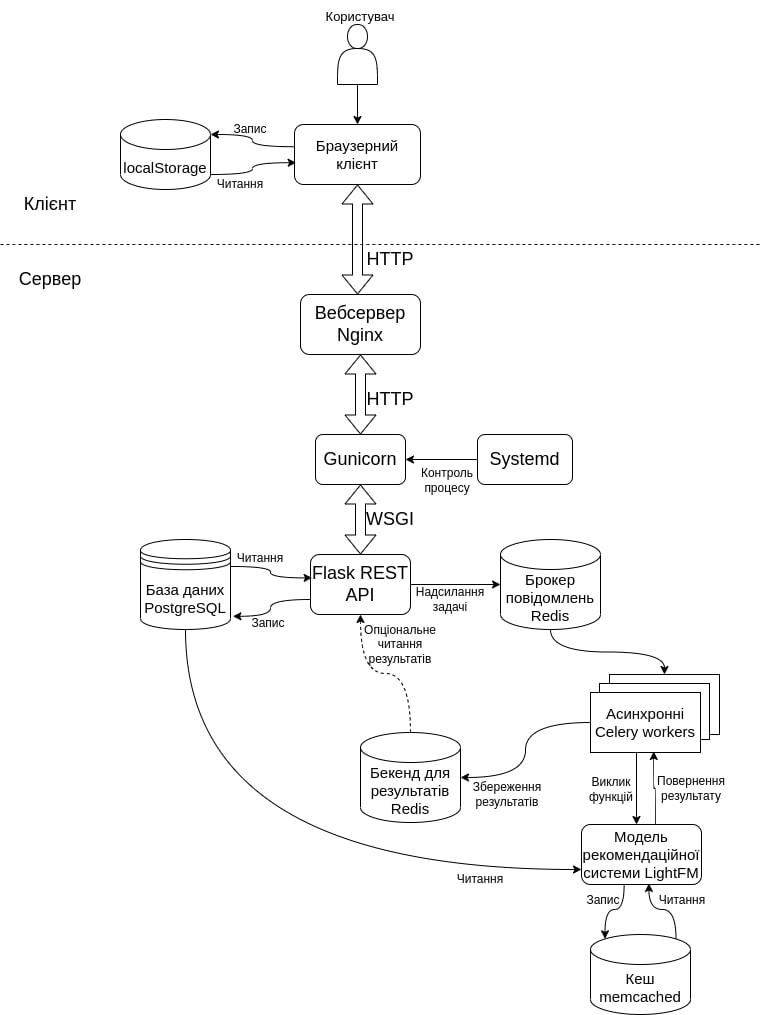 Користувач
Запис
localStorage
Читання
Браузерний
клієнт
Клієнт
HTTP
Сервер
Вебсервер
Nginx
HTTP
Gunicorn
Systemd
Контроль
процесу
WSGI
База даних
PostgreSQL
Читання
Запис
Flask REST
API
Надсилання
задачі
Брокер
повідомлень
Redis
Опціональне
читання
результатів
Асинхронні
Celery workers
Бекенд для
результатів
Redis
Збереження
результатів
Виклик
функцій
Повернення
результату
Модель
рекомендаційної
системи LightFM
Читання
Запис
Читання
Кеш
memcached